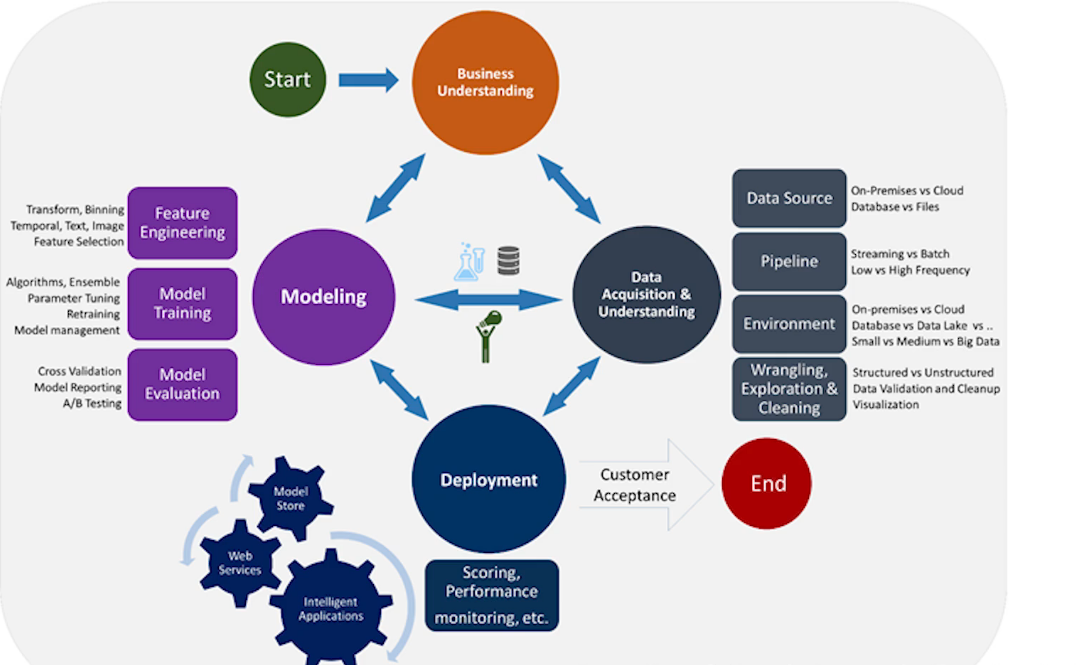 Start
Business
Understanding
Transform, Binning
Temporal, Text, Image
Feature Selection
Feature
Engineering
Algorithms, Ensemble
Parameter Tuning
Retraining
Model management
Model
Training
Cross Validation
Model Reporting
A/B Testing
Model
Evaluation
Modeling
Data
Acquisition &
Understanding
Data Source
On-Premises vs Cloud
Database vs Files
Pipeline
Streaming vs Batch
Low vs High Frequency
Environment
On-premises vs Cloud
Database vs Data Lake vs ..
Small vs Medium vs Big Data
Wrangling,
Exploration &
Cleaning
Structured vs Unstructured
Data Validation and Cleanup
Visualization
Deployment
Customer
Acceptance
End
Model
Store
Web
Services
Intelligent
Applications
Scoring,
Performance
monitoring, etc.